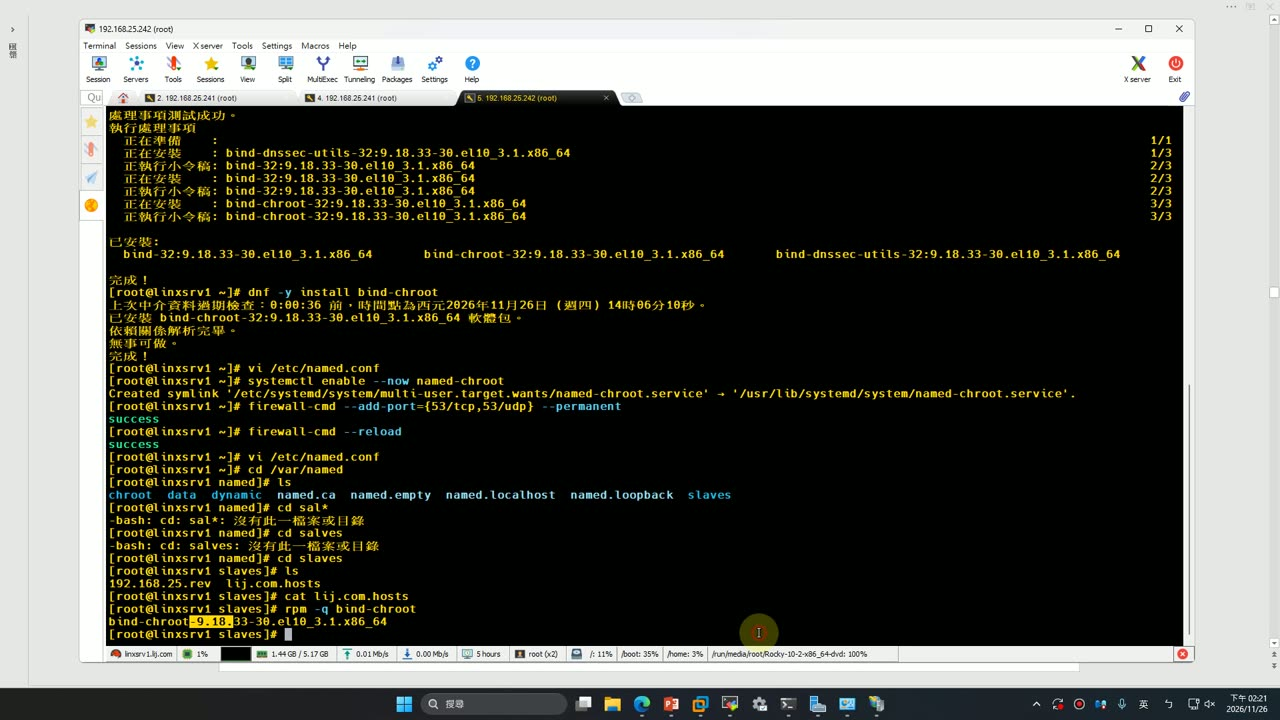 192.168.25.242 (root)
Terminal Sessions View X server Tools Settings Macros Help
Session Servers Tools Sessions View Split MultiExec Tunneling Packages Settings Help X server Exit
Qu 2. 192.168.25.241 (root) 4. 192.168.25.241 (root) 5. 192.168.25.242 (root)
處理事項測試成功。
執行處理事項
正在準備 : 1/1
正在安裝 : bind-dnssec-utils-32:9.18.33-30.el10_3.1.x86_64 1/3
正執行小令稿: bind-32:9.18.33-30.el10_3.1.x86_64 2/3
正在安裝 : bind-32:9.18.33-30.el10_3.1.x86_64 2/3
正執行小令稿: bind-32:9.18.33-30.el10_3.1.x86_64 2/3
正在安裝 : bind-chroot-32:9.18.33-30.el10_3.1.x86_64 3/3
正執行小令稿: bind-chroot-32:9.18.33-30.el10_3.1.x86_64 3/3
已安裝:
bind-32:9.18.33-30.el10_3.1.x86_64 bind-chroot-32:9.18.33-30.el10_3.1.x86_64 bind-dnssec-utils-32:9.18.33-30.el10_3.1.x86_64
完成！
[root@linxsrv1 ~]# dnf -y install bind-chroot
上次中介資料過期檢查：0:00:36 前，時間點為西元2026年11月26日 (週四) 14時06分10秒。
已安裝 bind-chroot-32:9.18.33-30.el10_3.1.x86_64 軟體包。
依賴關係解析完畢。
無事可做。
完成！
[root@linxsrv1 ~]# vi /etc/named.conf
[root@linxsrv1 ~]# systemctl enable --now named-chroot
Created symlink '/etc/systemd/system/multi-user.target.wants/named-chroot.service' → '/usr/lib/systemd/system/named-chroot.service'.
[root@linxsrv1 ~]# firewall-cmd --add-port={53/tcp,53/udp} --permanent
success
[root@linxsrv1 ~]# firewall-cmd --reload
success
[root@linxsrv1 ~]# vi /etc/named.conf
[root@linxsrv1 ~]# cd /var/named
[root@linxsrv1 named]# ls
chroot data dynamic named.ca named.empty named.localhost named.loopback slaves
[root@linxsrv1 named]# cd sal*
-bash: cd: sal*: 沒有此一檔案或目錄
[root@linxsrv1 named]# cd salves
-bash: cd: salves: 沒有此一檔案或目錄
[root@linxsrv1 named]# cd slaves
[root@linxsrv1 slaves]# ls
192.168.25.rev lij.com.hosts
[root@linxsrv1 slaves]# cat lij.com.hosts
[root@linxsrv1 slaves]# rpm -q bind-chroot
bind-chroot-9.18.33-30.el10_3.1.x86_64
[root@linxsrv1 slaves]#
linxsrv1.lij.com 1% 1.44 GB / 5.17 GB 0.01 Mb/s 0.00 Mb/s 5 hours root (x2) /: 11% /boot: 35% /home: 3% /run/media/root/Rocky-10-2-x86_64-dvd: 100%
搜尋 英 下午 02:21
2026/11/26